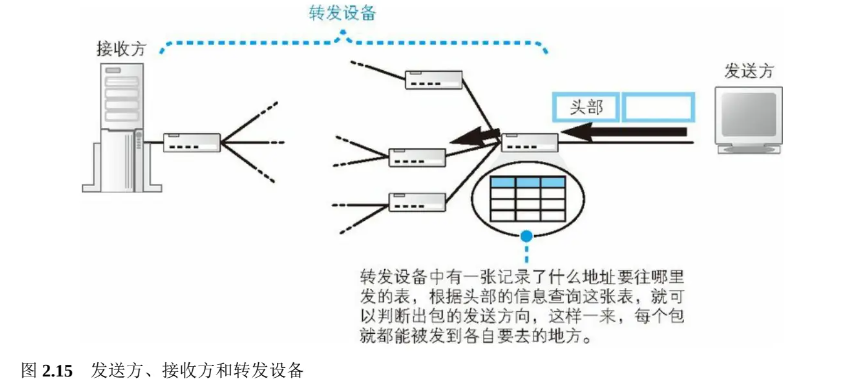 转发设备
接收方
发送方
头部
转发设备中有一张记录了什么地址要往哪里
发的表，根据头部的信息查询这张表，就可
以判断出包的发送方向，这样一来，每个包
就都能被发到各自要去的地方。
图 2.15 发送方、接收方和转发设备